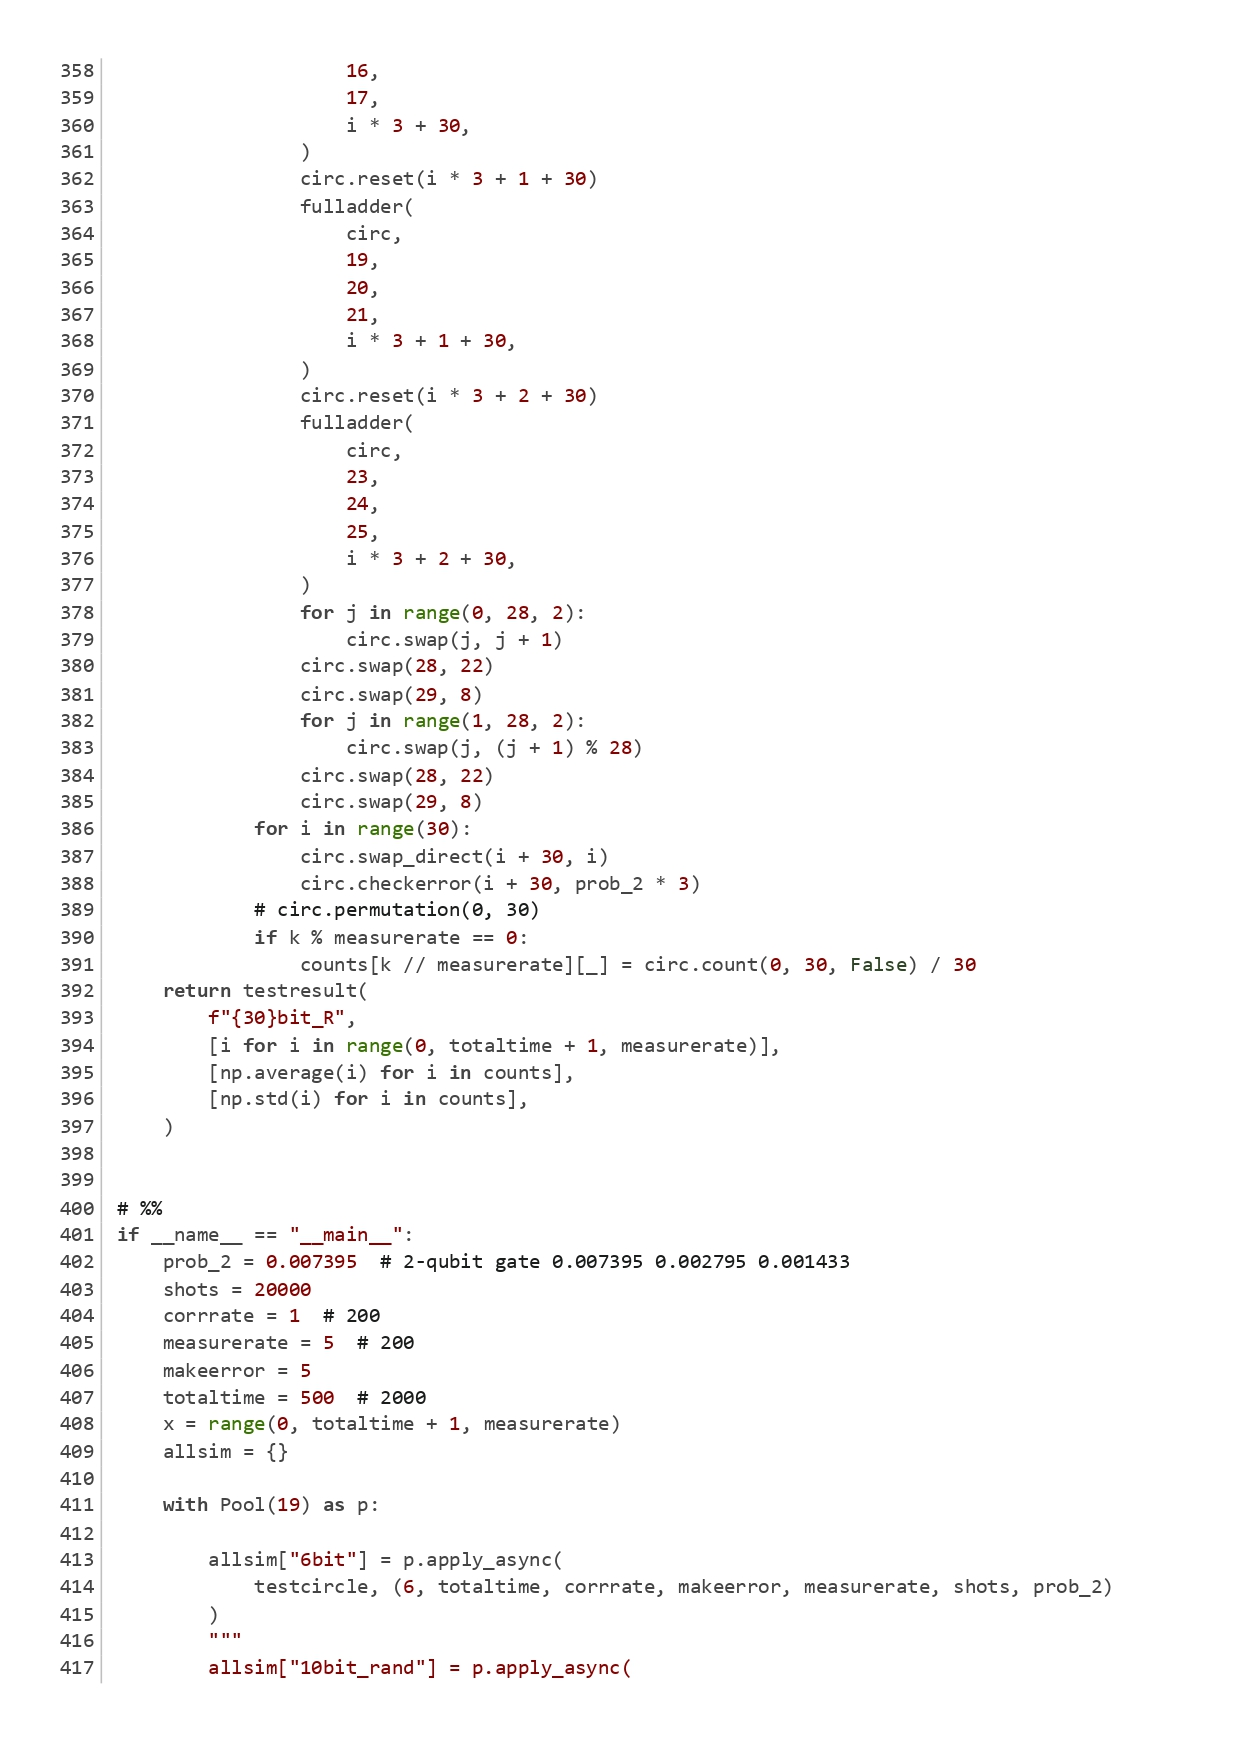 358                     16,
359                     17,
360                     i * 3 + 30,
361                 )
362                 circ.reset(i * 3 + 1 + 30)
363                 fulladder(
364                     circ,
365                     19,
366                     20,
367                     21,
368                     i * 3 + 1 + 30,
369                 )
370                 circ.reset(i * 3 + 2 + 30)
371                 fulladder(
372                     circ,
373                     23,
374                     24,
375                     25,
376                     i * 3 + 2 + 30,
377                 )
378                 for j in range(0, 28, 2):
379                     circ.swap(j, j + 1)
380                 circ.swap(28, 22)
381                 circ.swap(29, 8)
382                 for j in range(1, 28, 2):
383                     circ.swap(j, (j + 1) % 28)
384                 circ.swap(28, 22)
385                 circ.swap(29, 8)
386             for i in range(30):
387                 circ.swap_direct(i + 30, i)
388                 circ.checkerror(i + 30, prob_2 * 3)
389             # circ.permutation(0, 30)
390             if k % measurerate == 0:
391                 counts[k // measurerate][_] = circ.count(0, 30, False) / 30
392     return testresult(
393         f"{30}bit_R",
394         [i for i in range(0, totaltime + 1, measurerate)],
395         [np.average(i) for i in counts],
396         [np.std(i) for i in counts],
397     )
398
399
400 # %%
401 if __name__ == "__main__":
402     prob_2 = 0.007395  # 2-qubit gate 0.007395 0.002795 0.001433
403     shots = 20000
404     corrrate = 1  # 200
405     measurerate = 5  # 200
406     makeerror = 5
407     totaltime = 500  # 2000
408     x = range(0, totaltime + 1, measurerate)
409     allsim = {}
410
411     with Pool(19) as p:
412
413         allsim["6bit"] = p.apply_async(
414             testcircle, (6, totaltime, corrrate, makeerror, measurerate, shots, prob_2)
415         )
416         """
417         allsim["10bit_rand"] = p.apply_async(